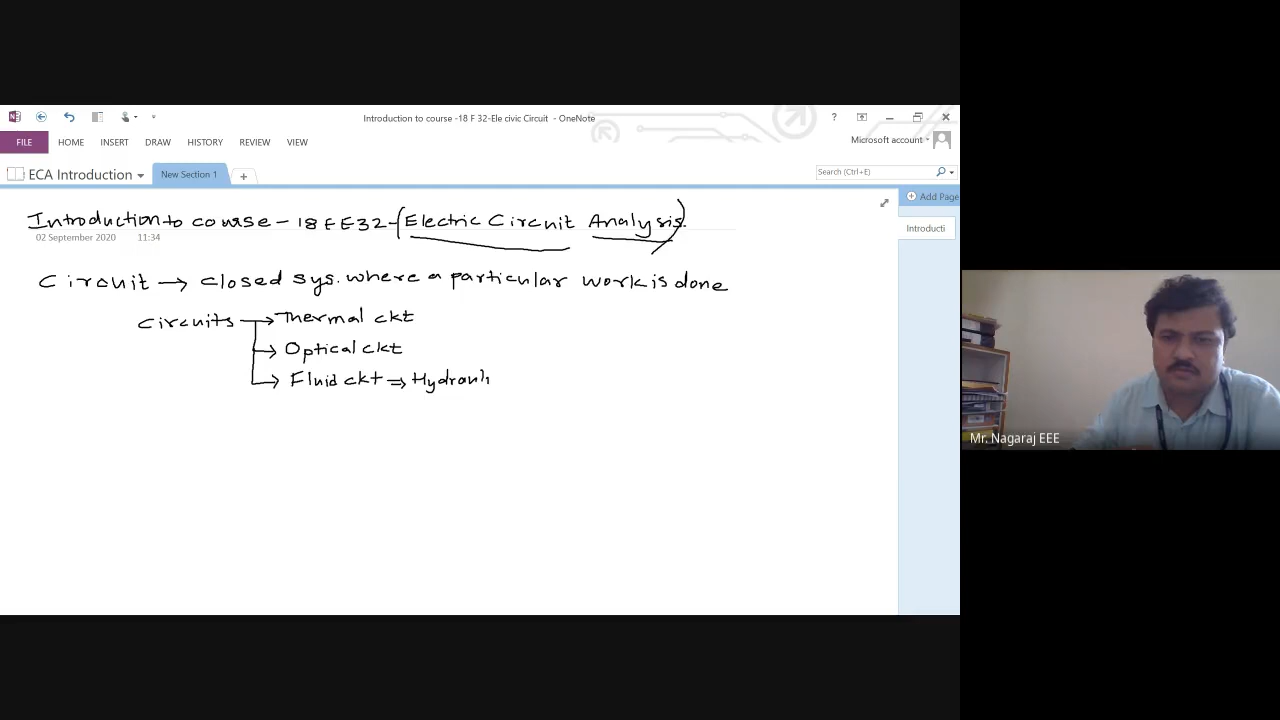 Introduction to course -18 F 32-Ele civic Circuit - OneNote
?
FILE HOME INSERT DRAW HISTORY REVIEW VIEW
Microsoft account
ECA Introduction
New Section 1
Search (Ctrl+E)
Add Page
Introducti
Introduction to course - 18EE32-(Electric Circuit Analysis).
02 September 2020 11:34
Circuit → closed sys. where a particular work is done
Circuits → Thermal ckt
→ Optical ckt
→ Fluid ckt ⇒ Hydrauli
Mr. Nagaraj EEE